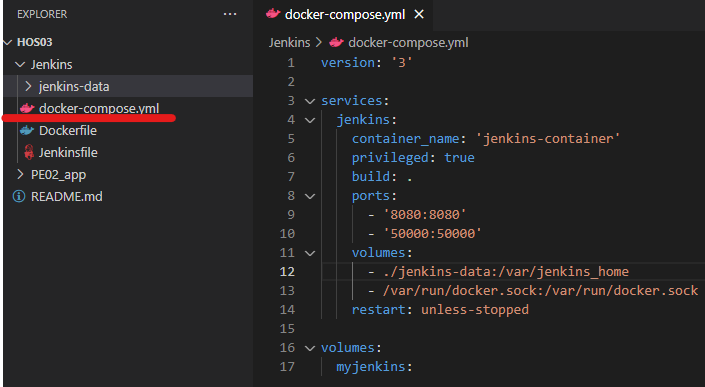 EXPLORER
HOS03
Jenkins
jenkins-data
docker-compose.yml
Dockerfile
Jenkinsfile
PE02_app
README.md
docker-compose.yml
Jenkins > docker-compose.yml
1 version: '3'
2
3 services:
4 jenkins:
5 container_name: 'jenkins-container'
6 privileged: true
7 build: .
8 ports:
9 - '8080:8080'
10 - '50000:50000'
11 volumes:
12 - ./jenkins-data:/var/jenkins_home
13 - /var/run/docker.sock:/var/run/docker.sock
14 restart: unless-stopped
15
16 volumes:
17 myjenkins: